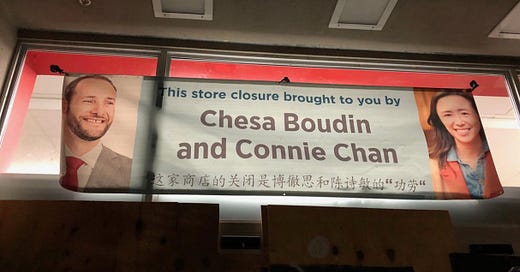 This store closure brought to you by
Chesa Boudin
and Connie Chan
这家商店的关闭是博徹思和陈诗敏的"功劳"